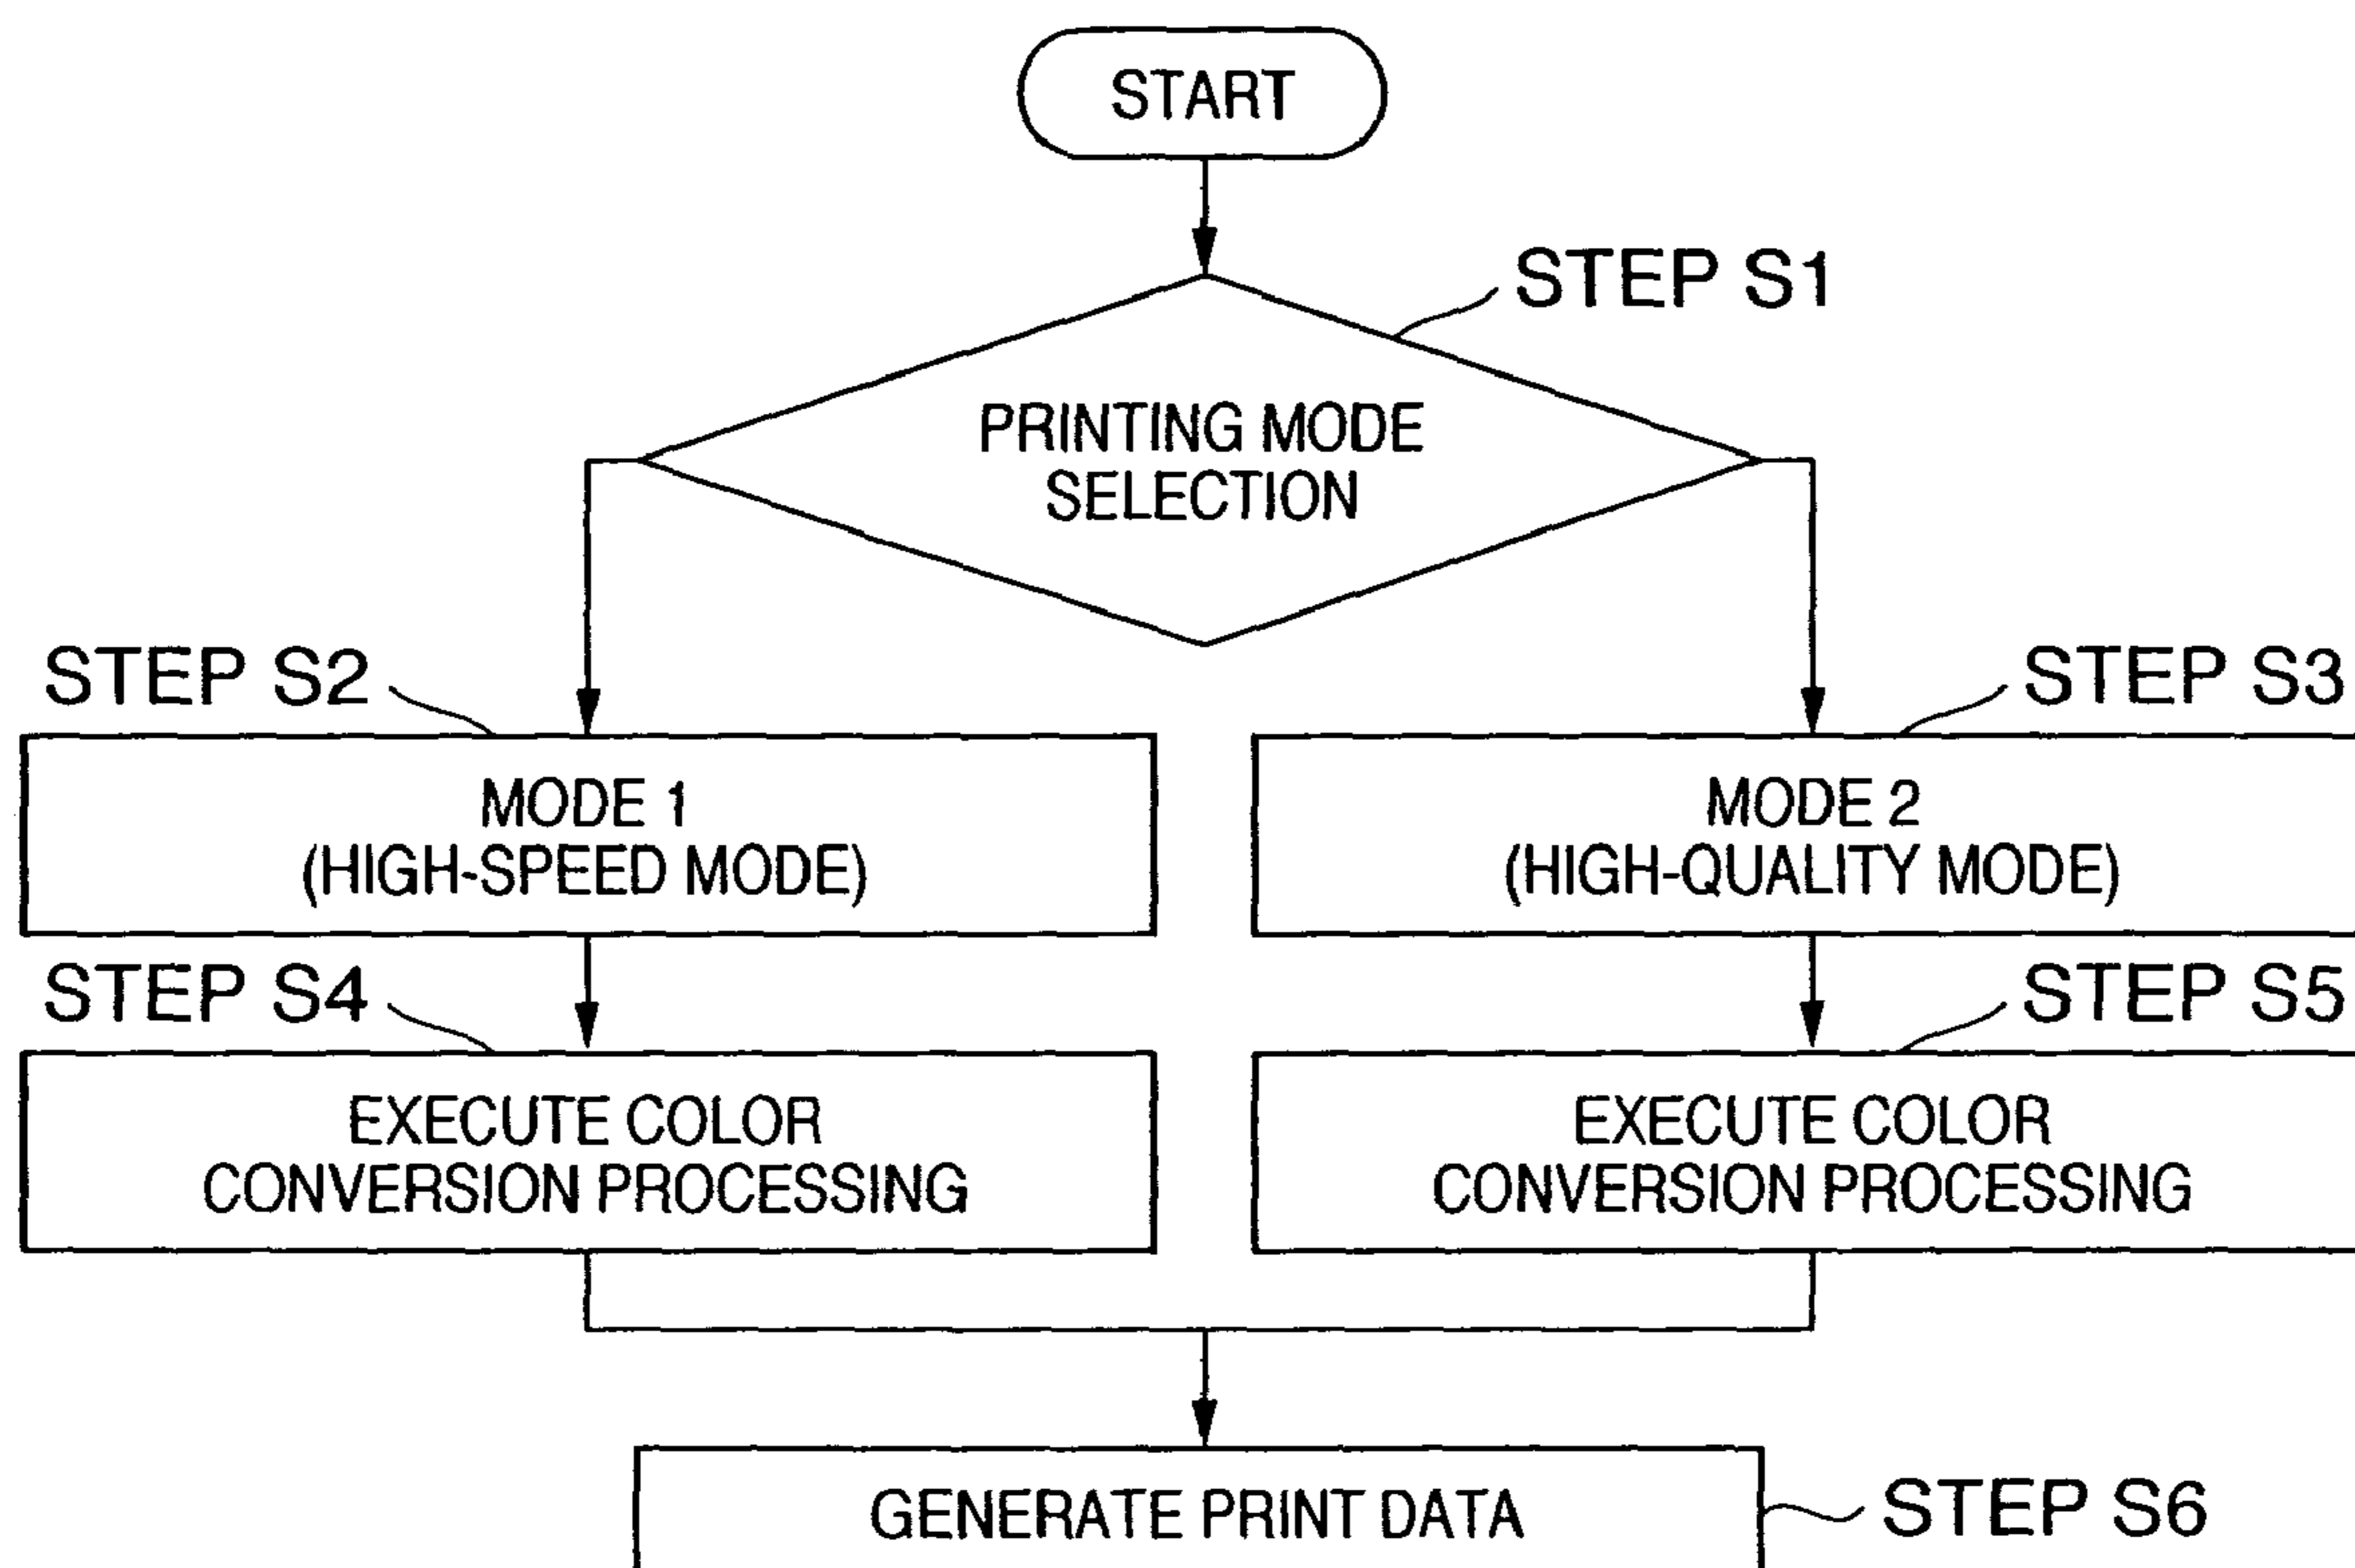 START
STEP S1
PRINTING MODE
SELECTION
STEP S2
STEP S3
MODE 1
(HIGH-SPEED MODE)
MODE 2
(HIGH-QUALITY MODE)
STEP S4
STEP S5
EXECUTE COLOR
CONVERSION PROCESSING
EXECUTE COLOR
CONVERSION PROCESSING
GENERATE PRINT DATA
STEP S6